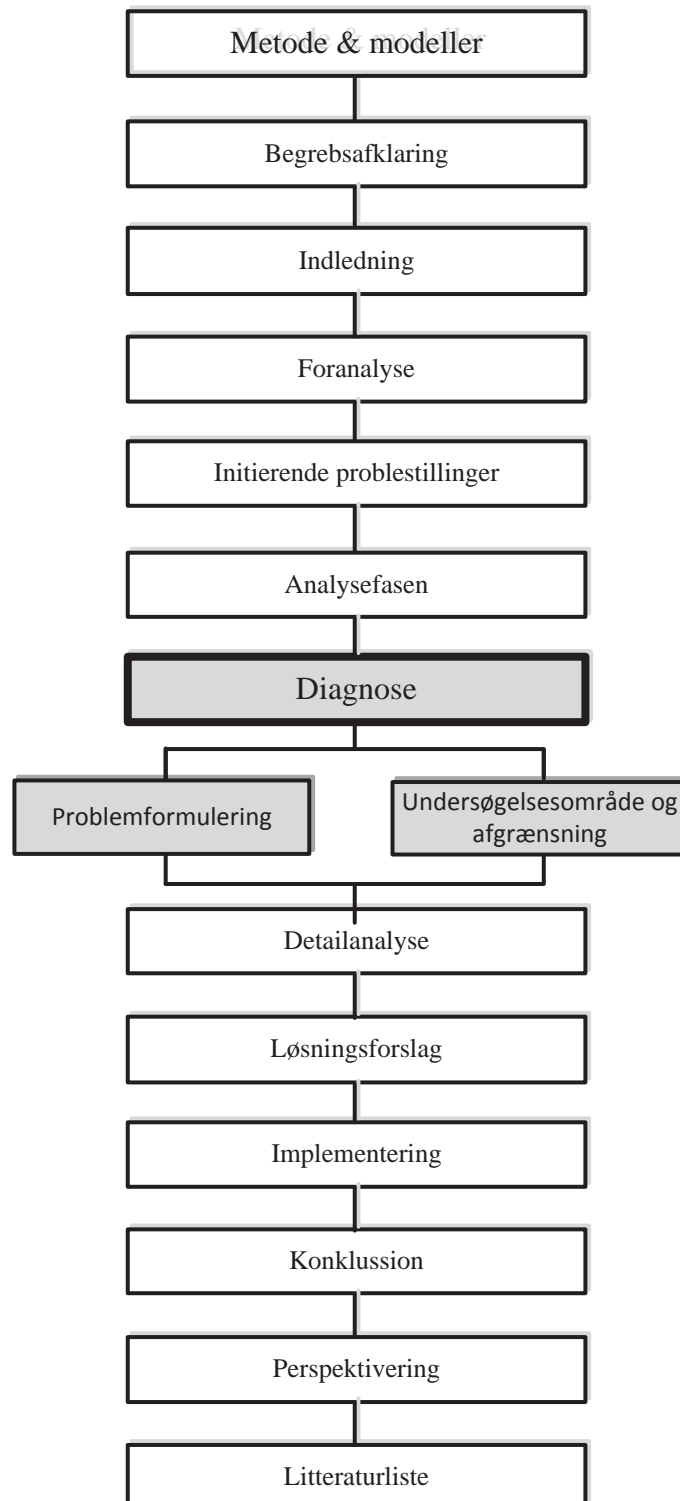 Metode & modeller
Begrebsafklaring
Indledning
Foranalyse
Initierende problestillinger
Analysefasen
Diagnose
Problemformulering
Undersøgelsesområde og
afgrænsning
Detailanalyse
Løsningsforslag
Implementering
Konklussion
Perspektivering
Litteraturliste